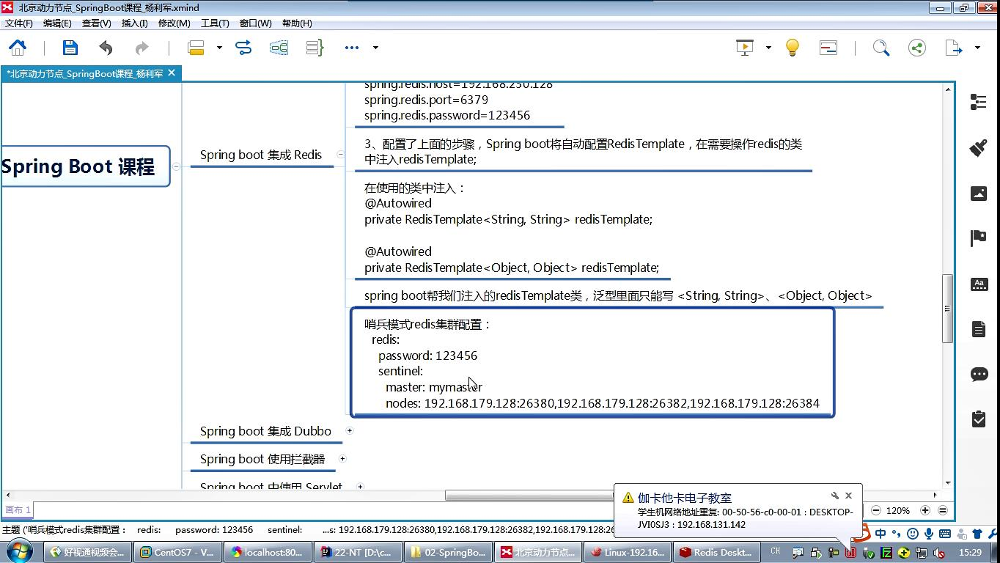 北京动力节点_SpringBoot课程_杨利军.xmind
文件(F) 编辑(E) 查看(V) 插入(I) 修改(M) 工具(T) 窗口(W) 帮助(H)
*北京动力节点_SpringBoot课程_杨利军
spring.redis.host=192.168.230.128
spring.redis.port=6379
spring.redis.password=123456
Spring Boot 课程
Spring boot 集成 Redis
3、配置了上面的步骤，Spring boot将自动配置RedisTemplate，在需要操作redis的类
中注入redisTemplate;
在使用的类中注入：
@Autowired
private RedisTemplate<String, String> redisTemplate;
@Autowired
private RedisTemplate<Object, Object> redisTemplate;
spring boot帮我们注入的redisTemplate类，泛型里面只能写 <String, String>、<Object, Object>
哨兵模式redis集群配置：
redis:
password: 123456
sentinel:
master: mymaster
nodes: 192.168.179.128:26380,192.168.179.128:26382,192.168.179.128:26384
Spring boot 集成 Dubbo
Spring boot 使用拦截器
Spring boot 中使用 Servlet
伽卡他卡电子教室
学生机网络地址重复: 00-50-56-c0-00-01 : DESKTOP-
JVI0SJ3 : 192.168.131.142
画布 1
120%
主题 ('哨兵模式redis集群配置： redis: password: 123456 sentinel: ...s: 192.168.179.128:26380,192.168.179.128:26382,192.168.179.128:26
中
好视通视频会...
CentOS7 - V...
localhost:80...
22-NT [D:\c...
02-SpringBo...
北京动力节点...
Linux-192.16...
Redis Deskt...
CH
15:29